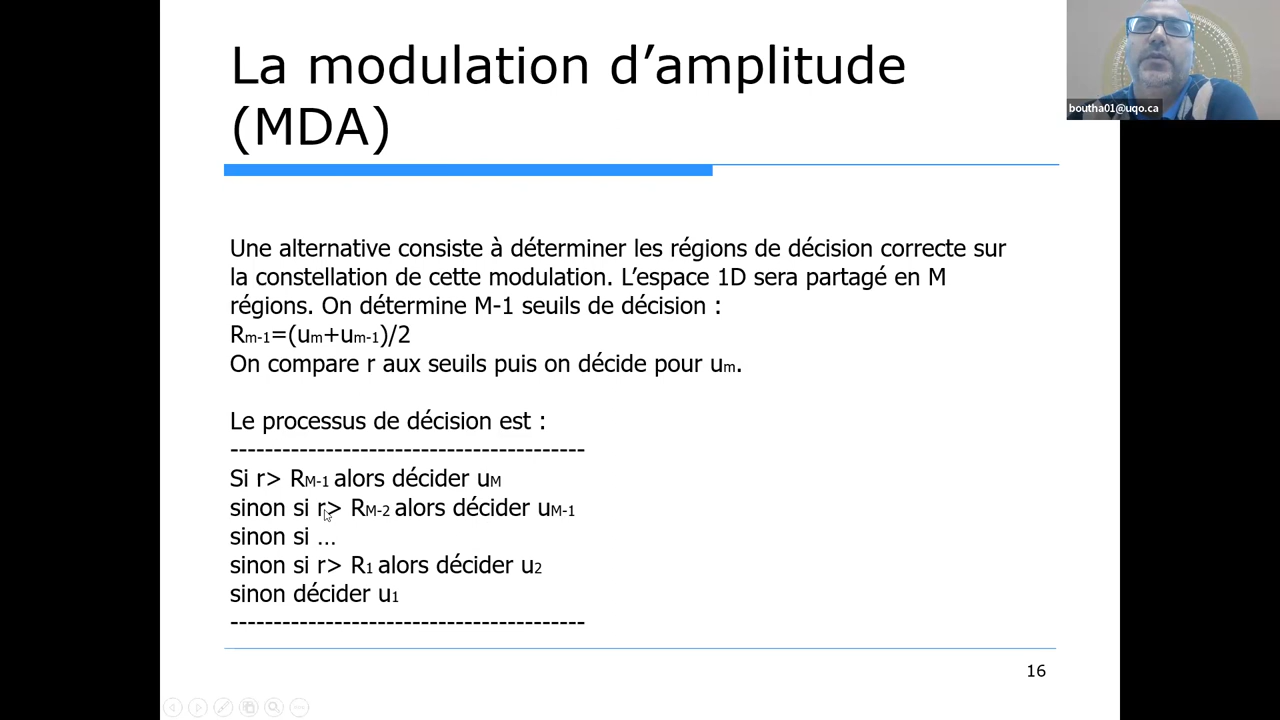 La modulation d’amplitude
(MDA)
boutha01@uqo.ca
Une alternative consiste à déterminer les régions de décision correcte sur
la constellation de cette modulation. L’espace 1D sera partagé en M
régions. On détermine M-1 seuils de décision :
Rm-1=(um+um-1)/2
On compare r aux seuils puis on décide pour um.
Le processus de décision est :
----------------------------------------
Si r> RM-1 alors décider uM
sinon si r> RM-2 alors décider uM-1
sinon si …
sinon si r> R1 alors décider u2
sinon décider u1
----------------------------------------
16